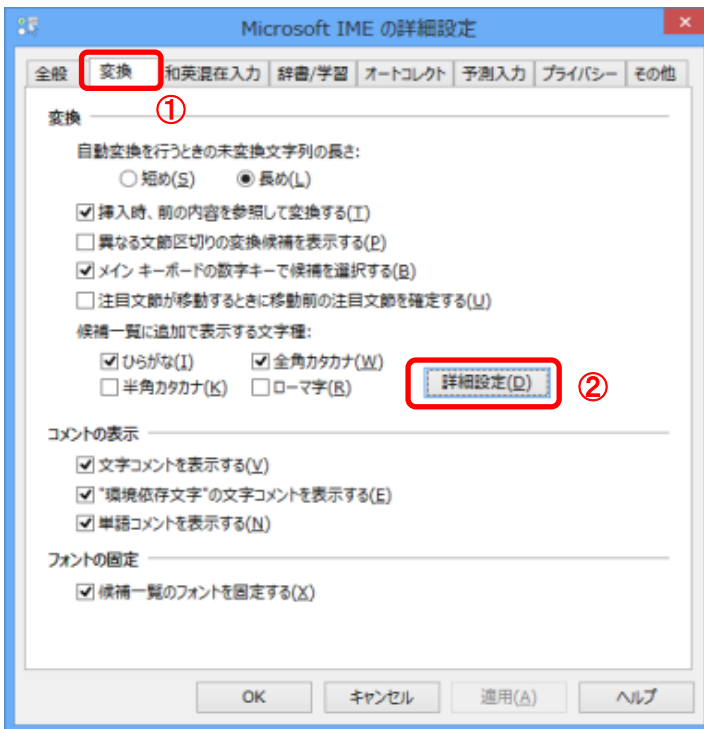 Microsoft IME の詳細設定
全般 変換 和英混在入力 辞書/学習 オートコレクト 予測入力 プライバシー その他
①
変換
自動変換を行うときの未変換文字列の長さ:
短め(S) 長め(L)
挿入時、前の内容を参照して変換する(T)
異なる文節区切りの変換候補を表示する(P)
メイン キーボードの数字キーで候補を選択する(B)
注目文節が移動するときに移動前の注目文節を確定する(U)
候補一覧に追加で表示する文字種:
ひらがな(I) 全角カタカナ(W)
半角カタカナ(K) ローマ字(R) 詳細設定(D) ②
コメントの表示
文字コメントを表示する(V)
"環境依存文字"の文字コメントを表示する(E)
単語コメントを表示する(N)
フォントの固定
候補一覧のフォントを固定する(X)
OK キャンセル 適用(A) ヘルプ